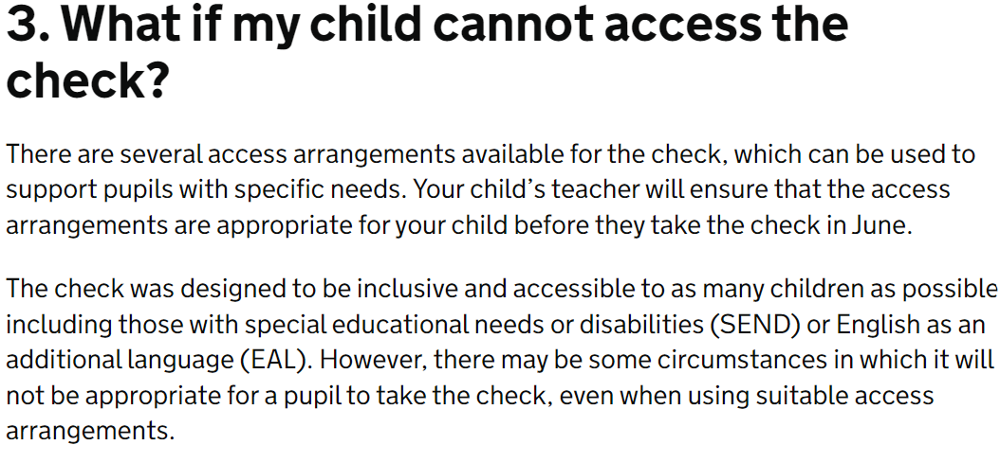 3. What if my child cannot access the
check?
There are several access arrangements available for the check, which can be used to
support pupils with specific needs. Your child’s teacher will ensure that the access
arrangements are appropriate for your child before they take the check in June.
The check was designed to be inclusive and accessible to as many children as possible
including those with special educational needs or disabilities (SEND) or English as an
additional language (EAL). However, there may be some circumstances in which it will
not be appropriate for a pupil to take the check, even when using suitable access
arrangements.